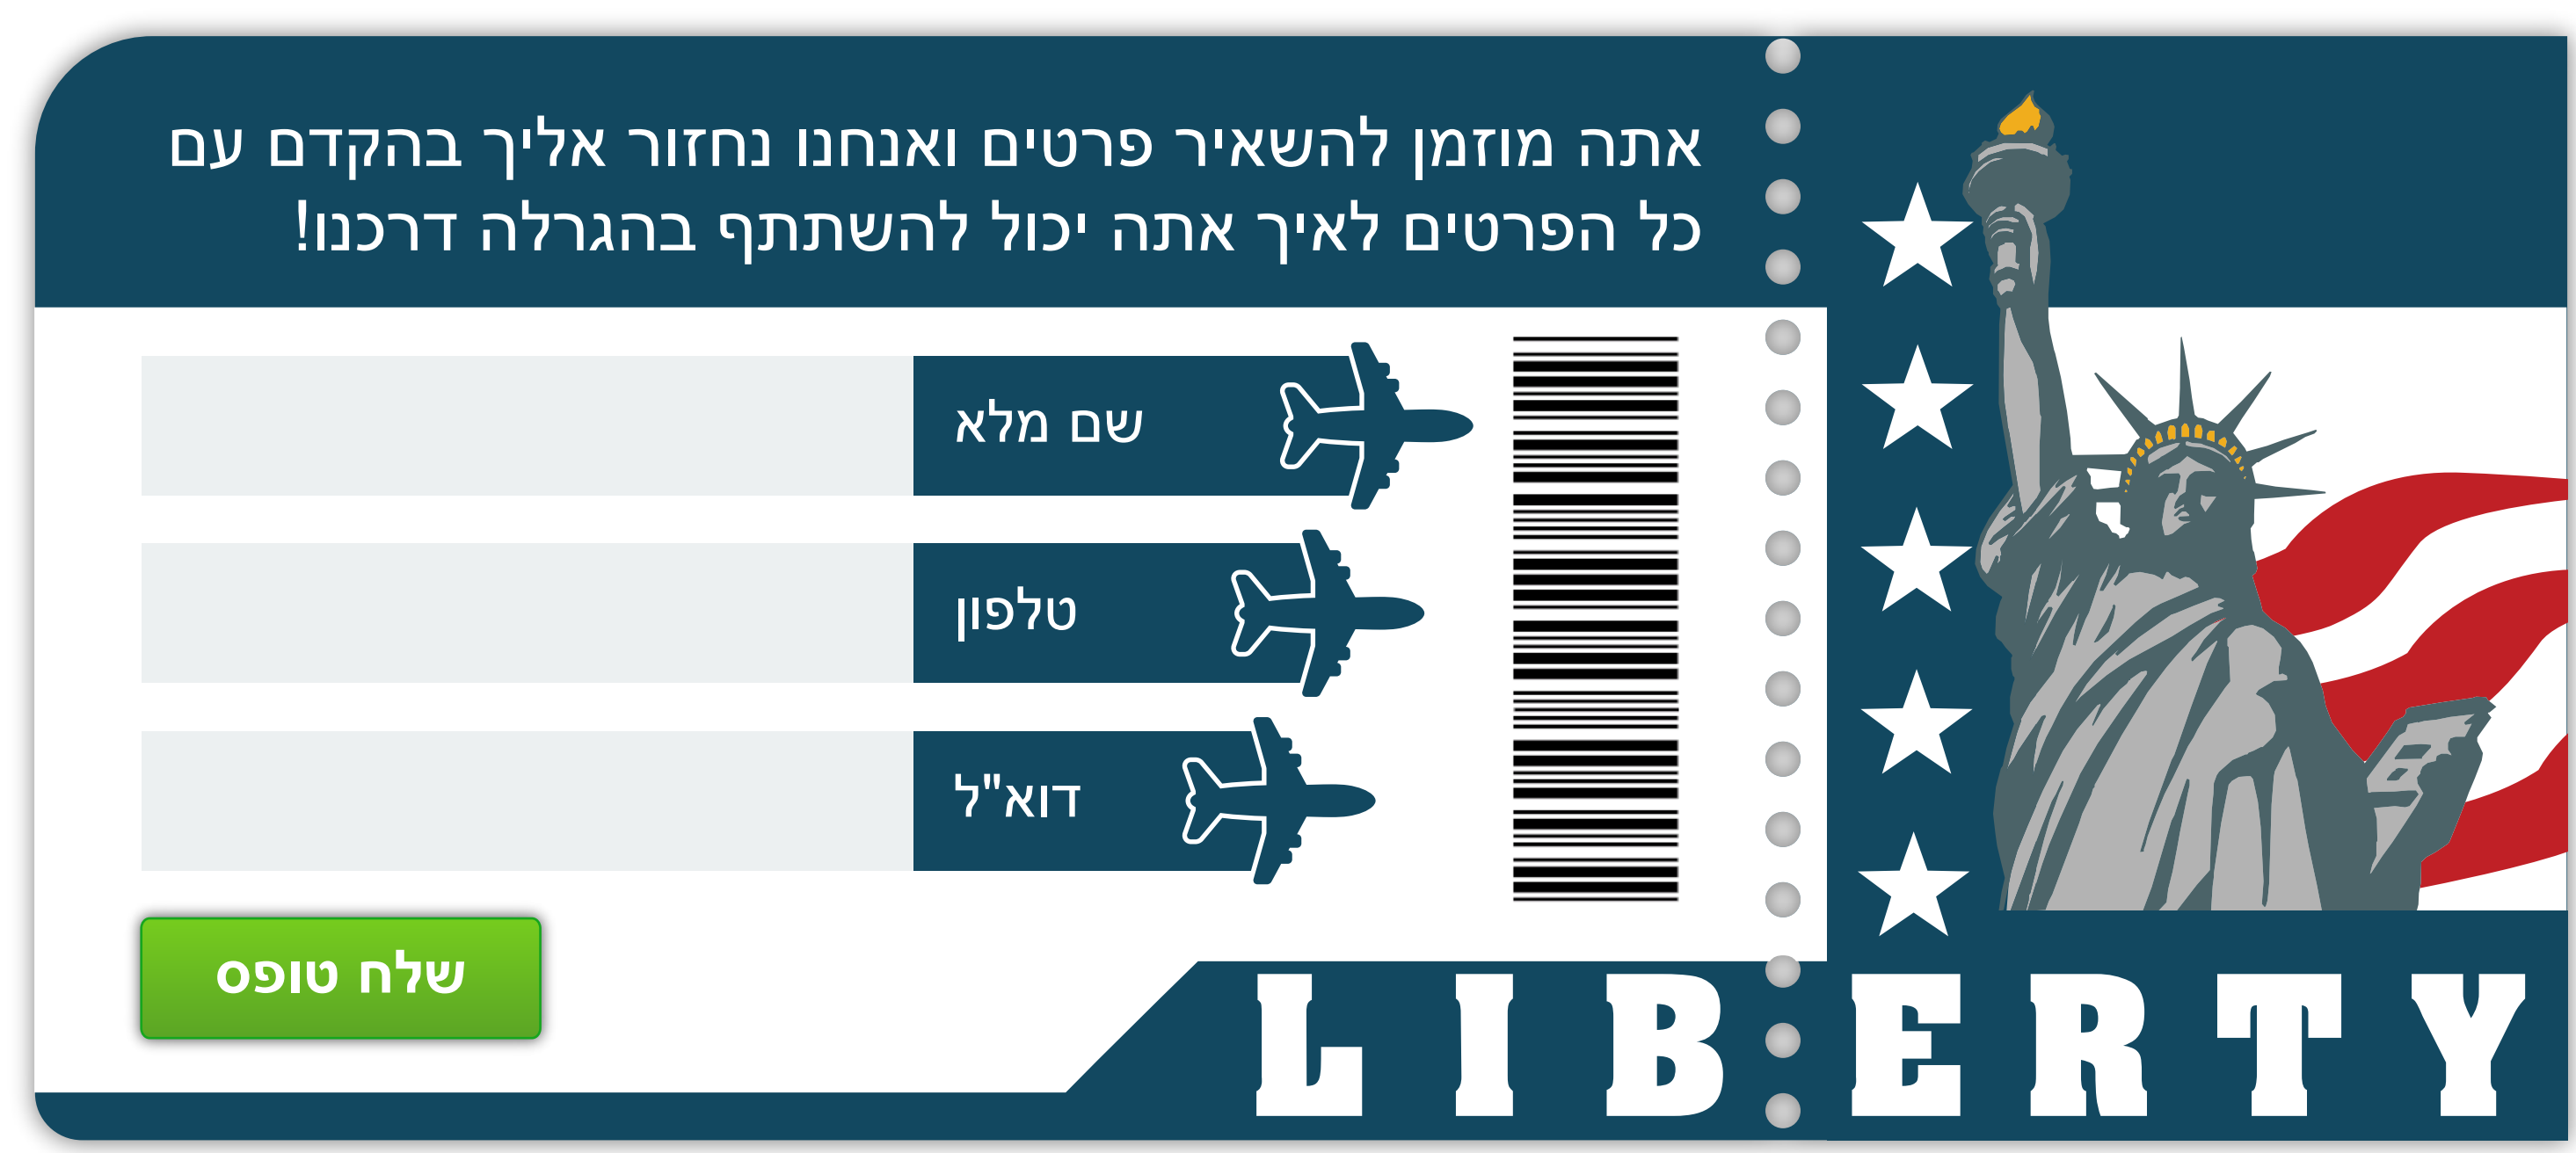 אתה מוזמן להשאיר פרטים ואנחנו נחזור אליך בהקדם עם
כל הפרטים לאיך אתה יכול להשתתף בהגרלה דרכנו!
שם מלא
טלפון
דוא"ל
שלח טופס
LIBERTY